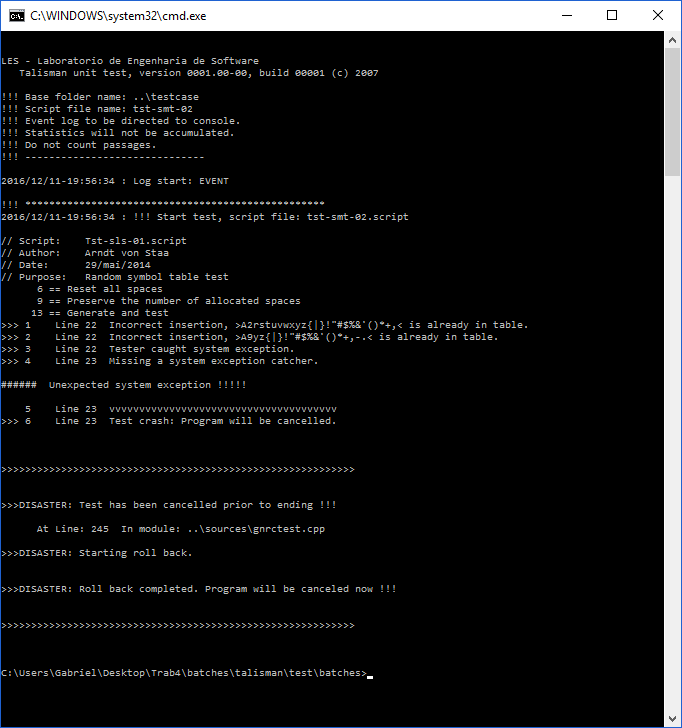 C:\WINDOWS\system32\cmd.exe
LES - Laboratorio de Engenharia de Software
Talisman unit test, version 0001.00-00, build 00001 (c) 2007
!!! Base folder name: ..\testcase
!!! Script file name: tst-smt-02
!!! Event log to be directed to console.
!!! Statistics will not be accumulated.
!!! Do not count passages.
!!! ------------------------------
2016/12/11-19:56:34 : Log start: EVENT
!!! **************************************************
2016/12/11-19:56:34 : !!! Start test, script file: tst-smt-02.script
// Script:    Tst-sls-01.script
// Author:    Arndt von Staa
// Date:      29/mai/2014
// Purpose:   Random symbol table test
6 == Reset all spaces
9 == Preserve the number of allocated spaces
13 == Generate and test
>>> 1    Line 22  Incorrect insertion, >A2rstuvwxyz{|}!"#$%&'()*+,< is already in table.
>>> 2    Line 22  Incorrect insertion, >A9yz{|}!"#$%&'()*+,-.< is already in table.
>>> 3    Line 22  Tester caught system exception.
>>> 4    Line 23  Missing a system exception catcher.
######  Unexpected system exception !!!!!
5    Line 23  vvvvvvvvvvvvvvvvvvvvvvvvvvvvvvvvvvvvvv
>>> 6    Line 23  Test crash: Program will be cancelled.
>>>>>>>>>>>>>>>>>>>>>>>>>>>>>>>>>>>>>>>>>>>>>>>>>>>>>>>>>>>
>>>DISASTER: Test has been cancelled prior to ending !!!
At Line: 245  In module: ..\sources\gnrctest.cpp
>>>DISASTER: Starting roll back.
>>>DISASTER: Roll back completed. Program will be canceled now !!!
>>>>>>>>>>>>>>>>>>>>>>>>>>>>>>>>>>>>>>>>>>>>>>>>>>>>>>>>>>>
C:\Users\Gabriel\Desktop\Trab4\batches\talisman\test\batches>